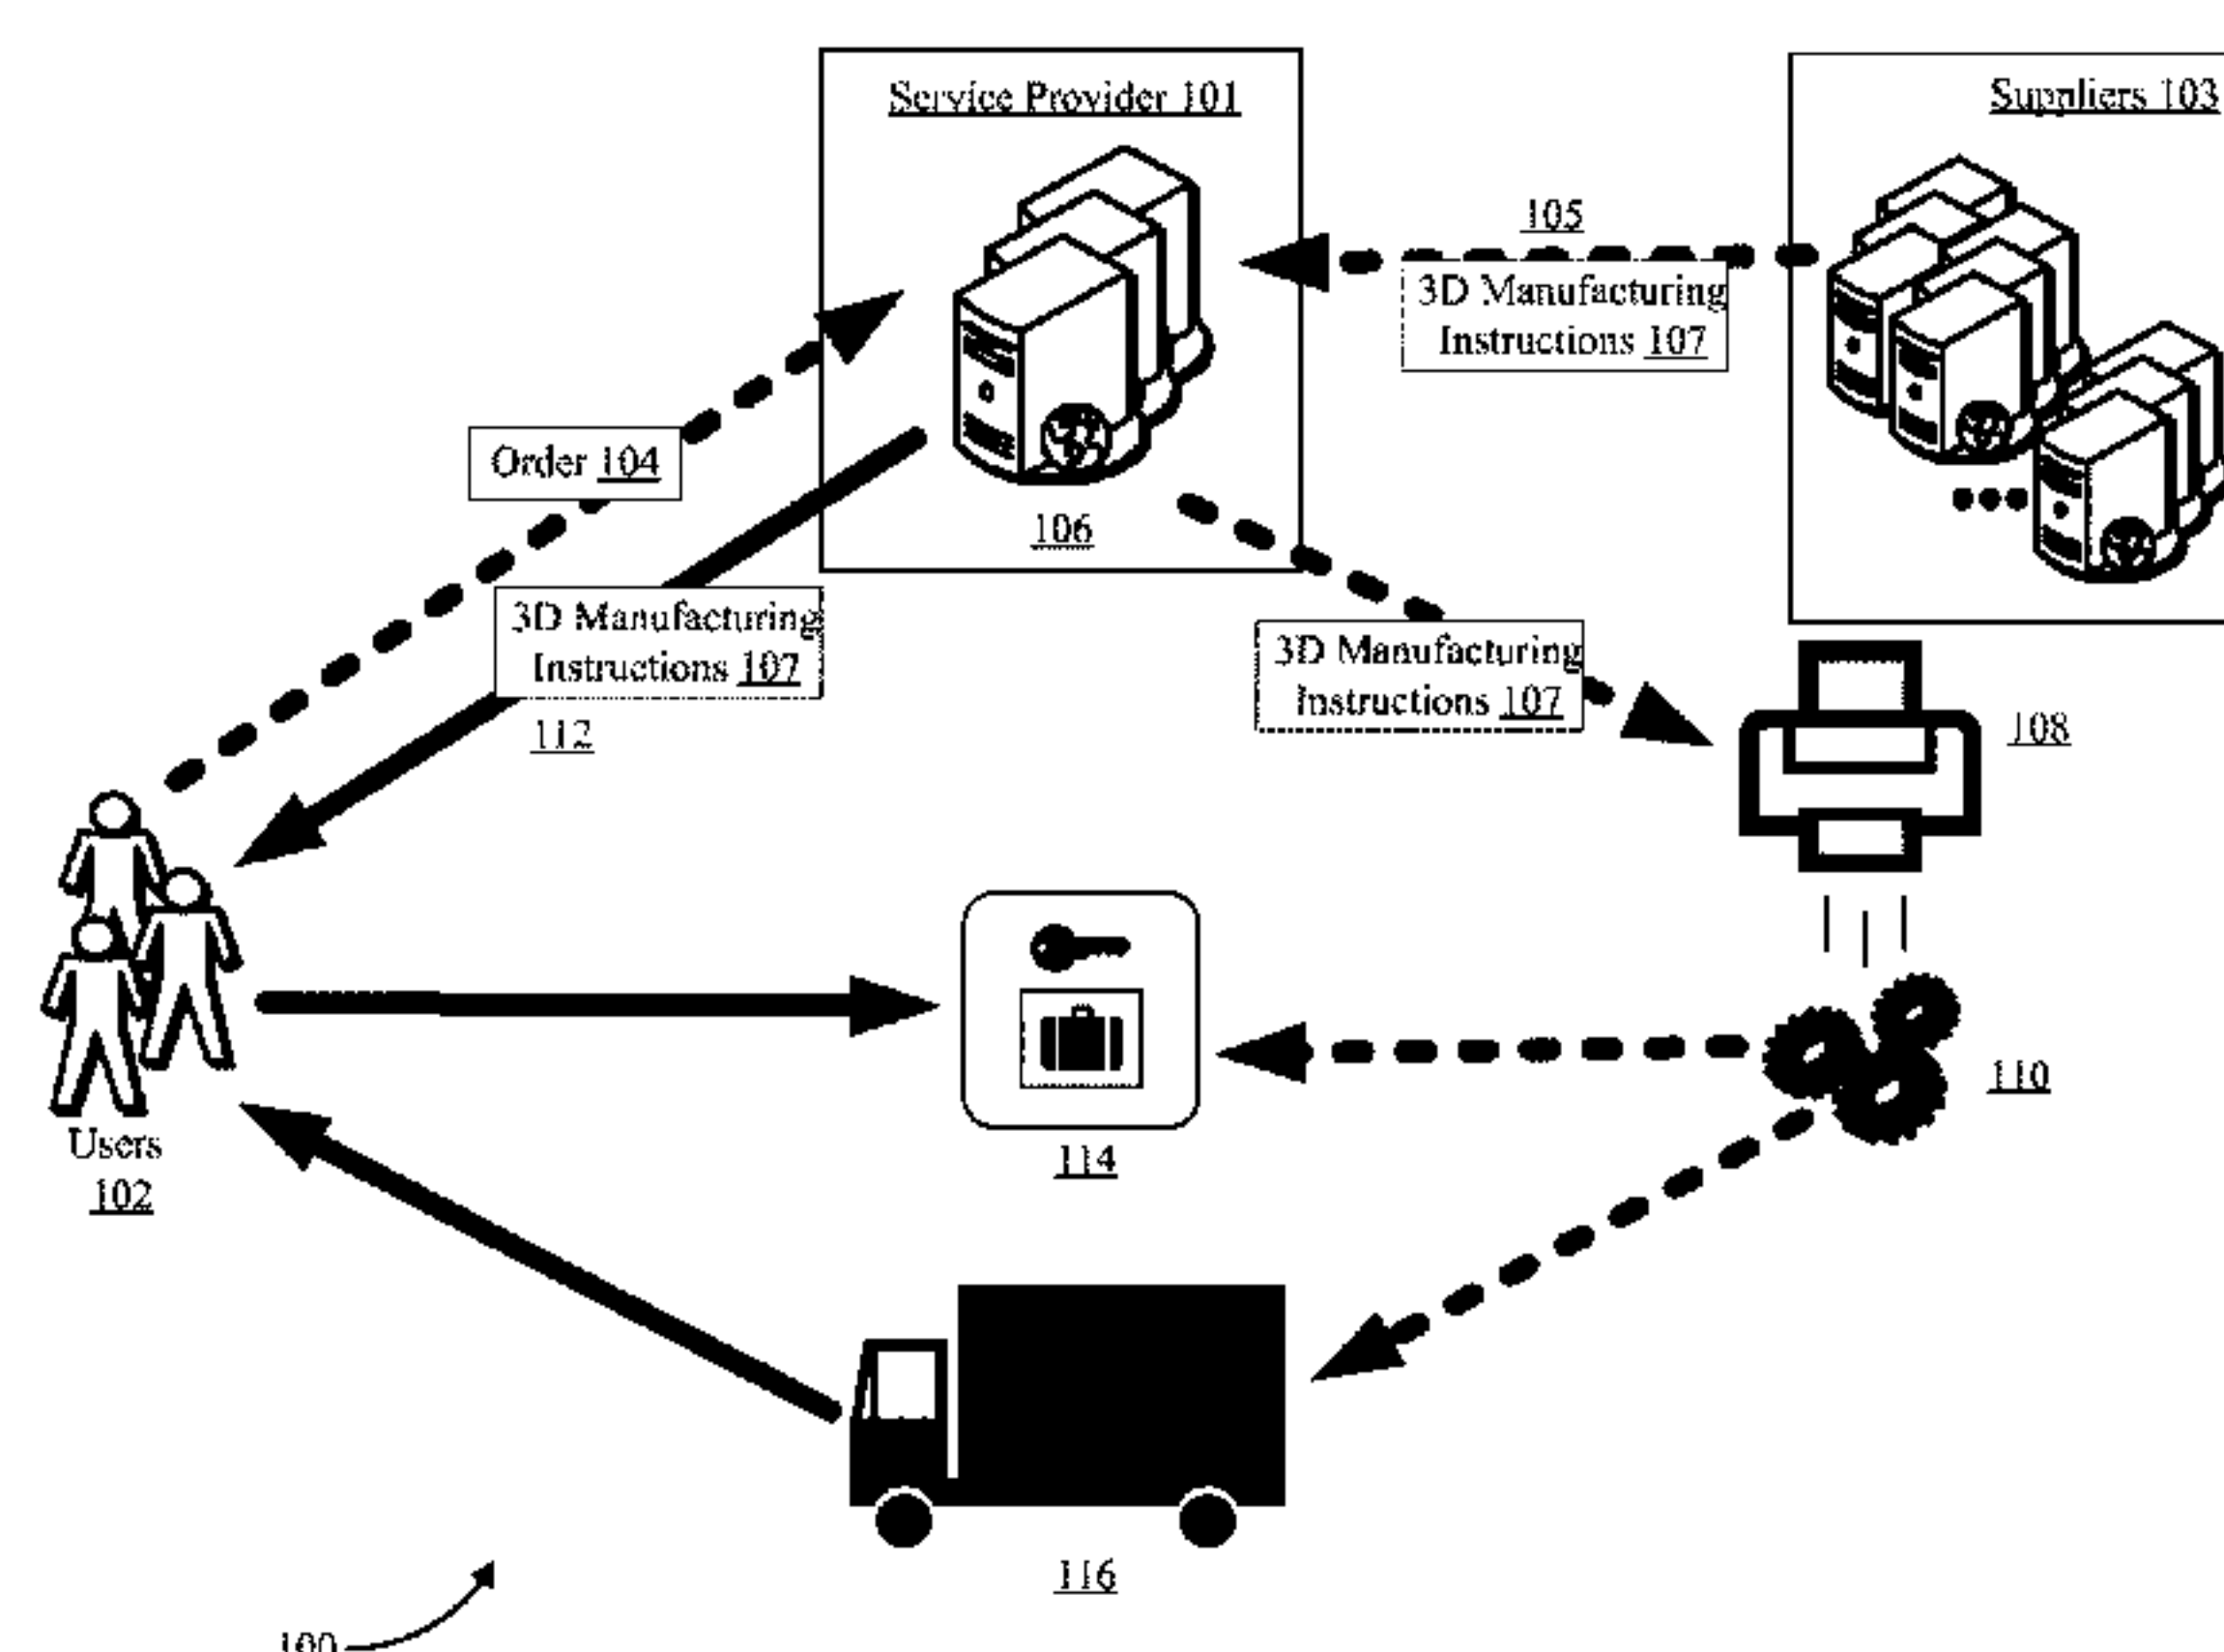 Service Provider 101
Suppliers 103
105
3D Manufacturing
Instructions 107
Order 104
106
3D Manufacturing
Instructions 107
112
3D Manufacturing
Instructions 107
108
Users
102
114
110
116
100